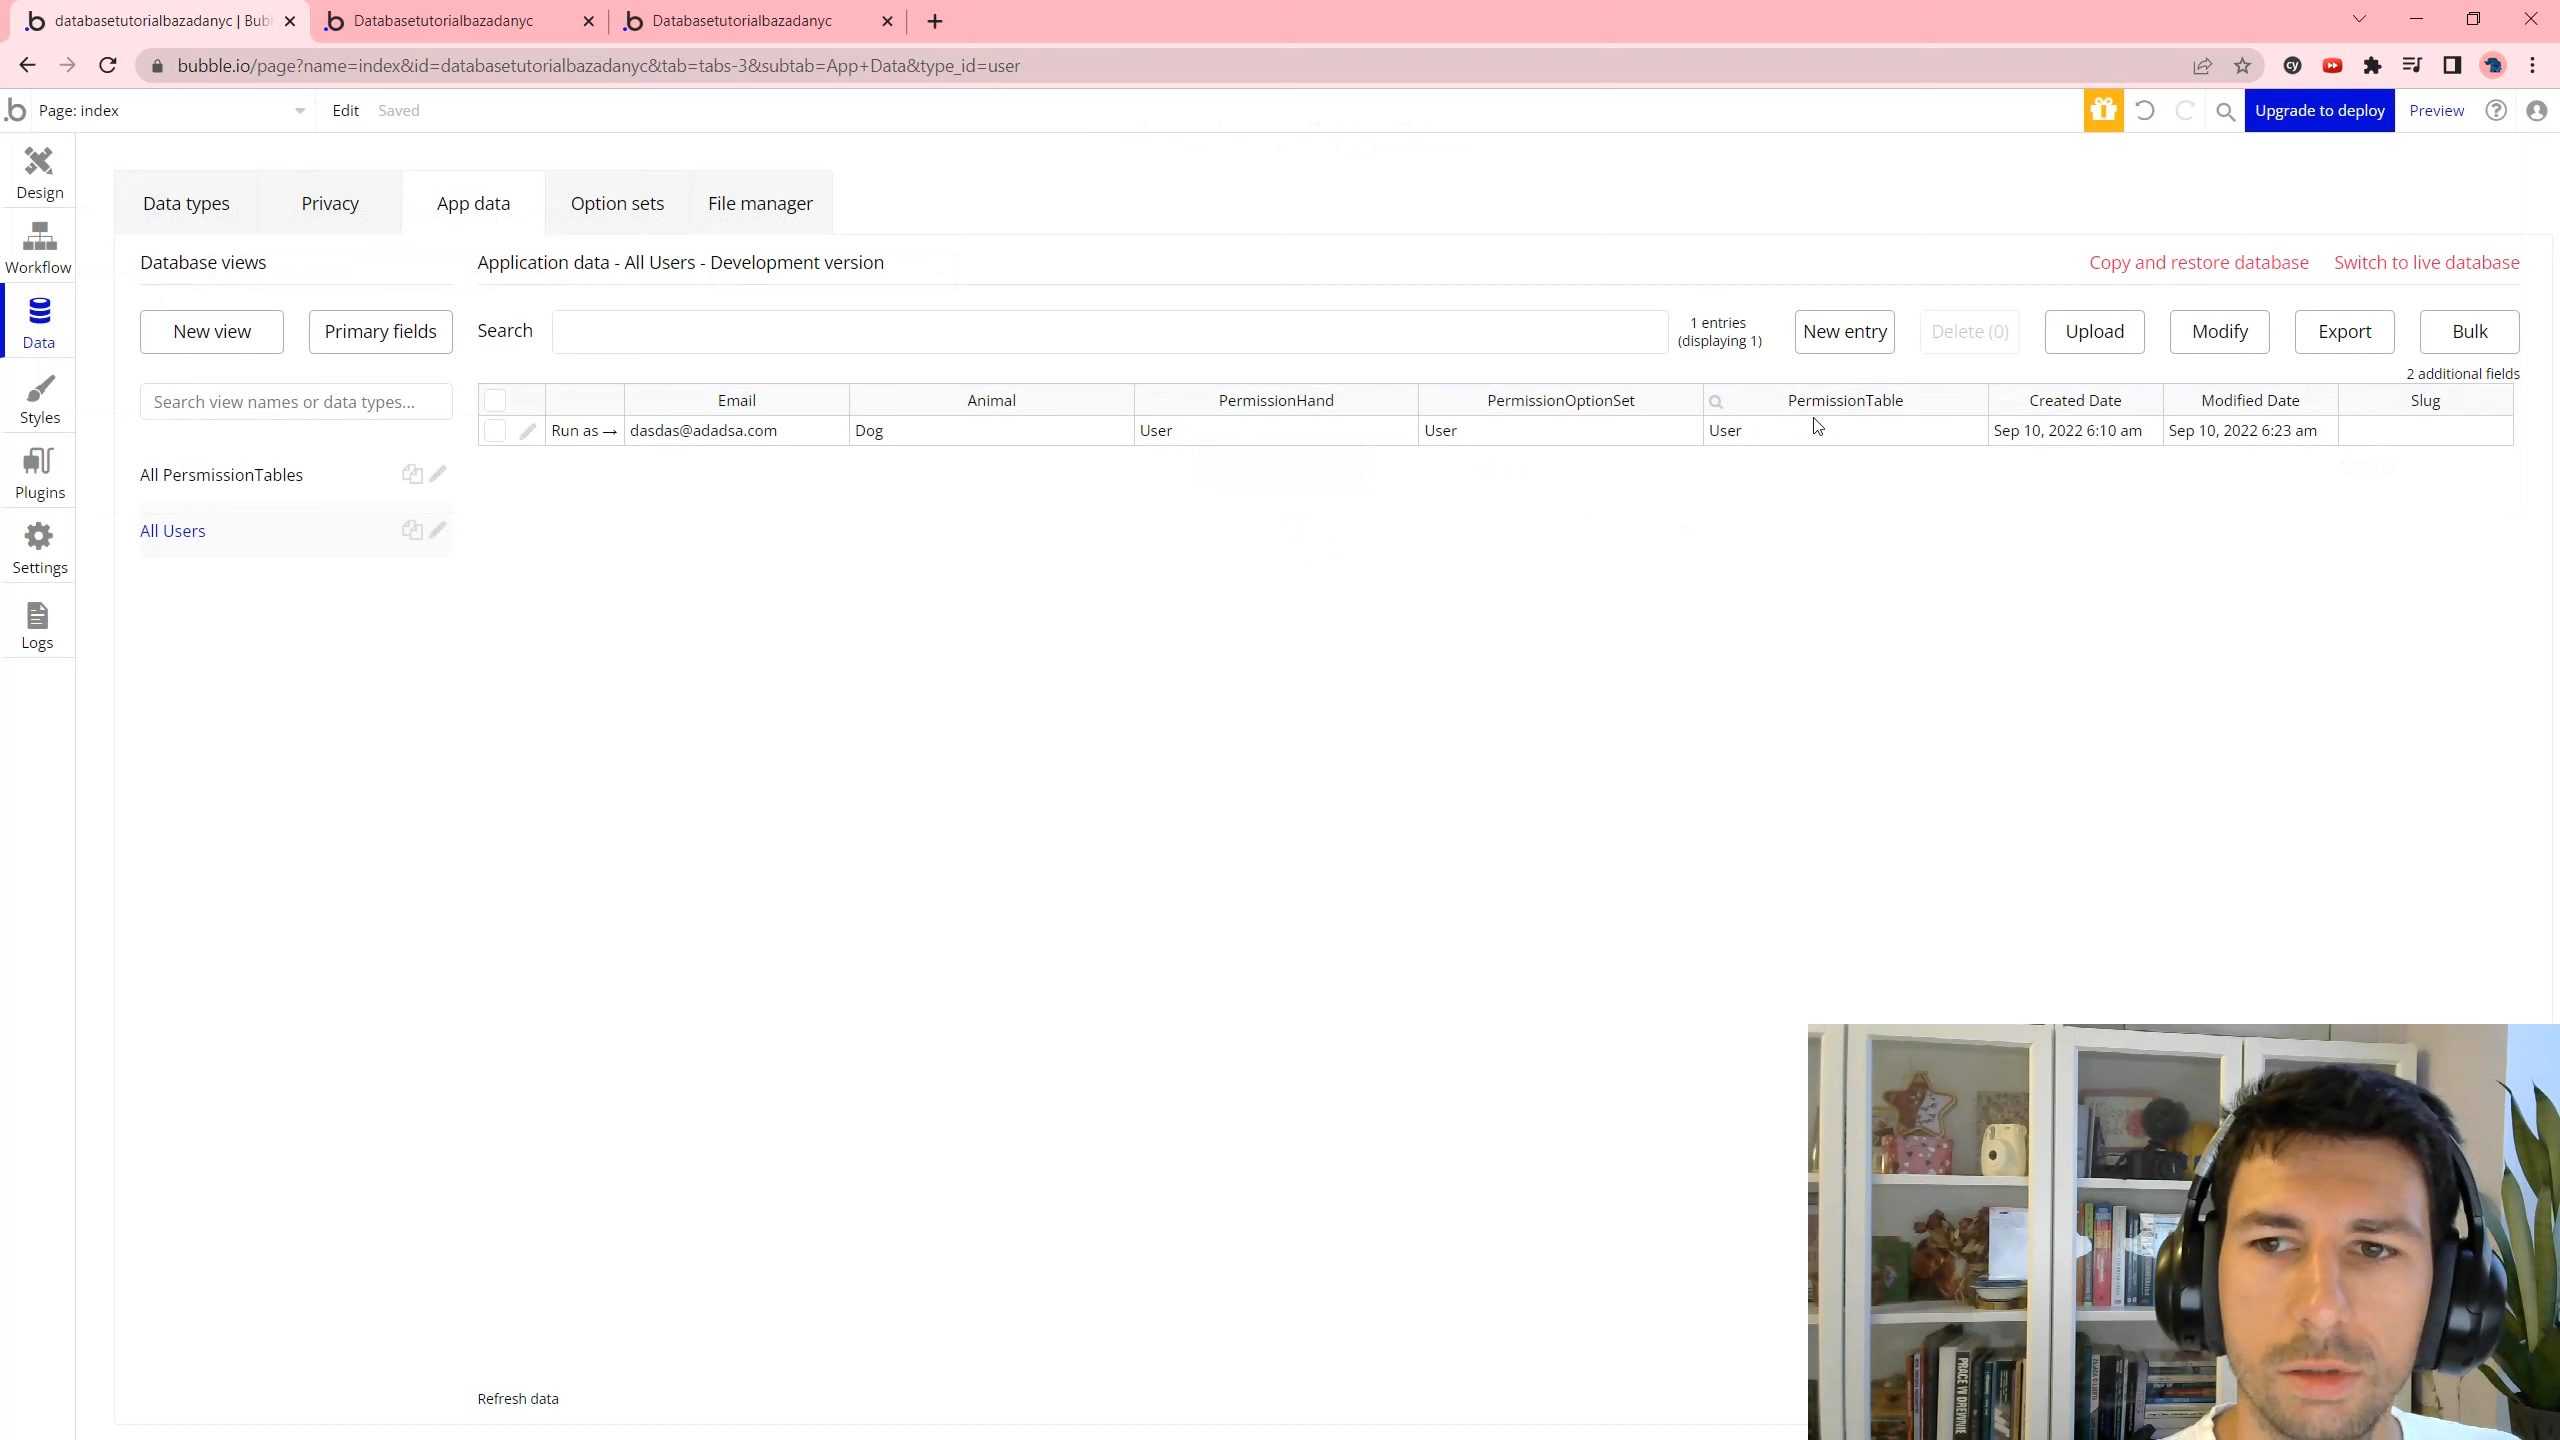 databasetutorialbazadanyc | Bub
Databasetutorialbazadanyc
Databasetutorialbazadanyc
bubble.io/page?name=index&id=databasetutorialbazadanyc&tab=tabs-3&subtab=App+Data&type_id=user
Page: index
Edit
Saved
Upgrade to deploy
Preview
Design
Workflow
Data
Styles
Plugins
Settings
Logs
Data types
Privacy
App data
Option sets
File manager
Database views
Application data - All Users - Development version
Copy and restore database
Switch to live database
New view
Primary fields
Search
1 entries
(displaying 1)
New entry
Delete (0)
Upload
Modify
Export
Bulk
2 additional fields
Search view names or data types...
Email Animal PermissionHand PermissionOptionSet PermissionTable Created Date Modified Date Slug
Run as → dasdas@adadsa.com Dog User User User Sep 10, 2022 6:10 am Sep 10, 2022 6:23 am
All PersmissionTables
All Users
Refresh data
PRACE W DREWNIE